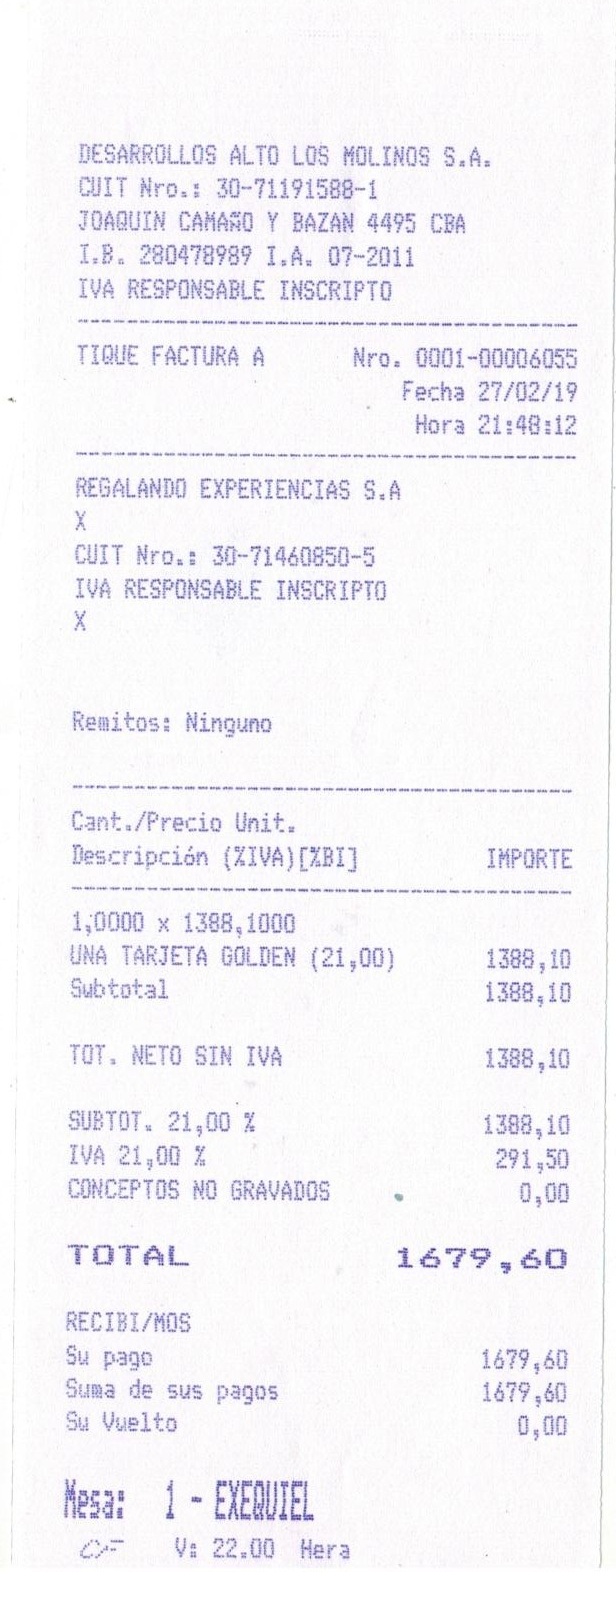 DESARROLLOS ALTO LOS MOLINOS S.A.
CUIT Nro.: 30-71191588-1
JOAQUIN CAMAÑO Y BAZAN 4495 CBA
I.B. 280478989 I.A. 07-2011
IVA RESPONSABLE INSCRIPTO
TIQUE FACTURA A Nro. 0001-00006055
Fecha 27/02/19
Hora 21:48:12
REGALANDO EXPERIENCIAS S.A
X
CUIT Nro.: 30-71460850-5
IVA RESPONSABLE INSCRIPTO
X
Remitos: Ninguno
Cant./Precio Unit.
Descripción (%IVA)[%BI] IMPORTE
1,0000 x 1388,1000
UNA TARJETA GOLDEN (21,00) 1388,10
Subtotal 1388,10
TOT. NETO SIN IVA 1388,10
SUBTOT. 21,00 % 1388,10
IVA 21,00 % 291,50
CONCEPTOS NO GRAVADOS 0,00
TOTAL 1679,60
RECIBI/MOS
Su pago 1679,60
Suma de sus pagos 1679,60
Su Vuelto 0,00
Mesa: 1 - EXEQUIEL
V: 22.00 Hera